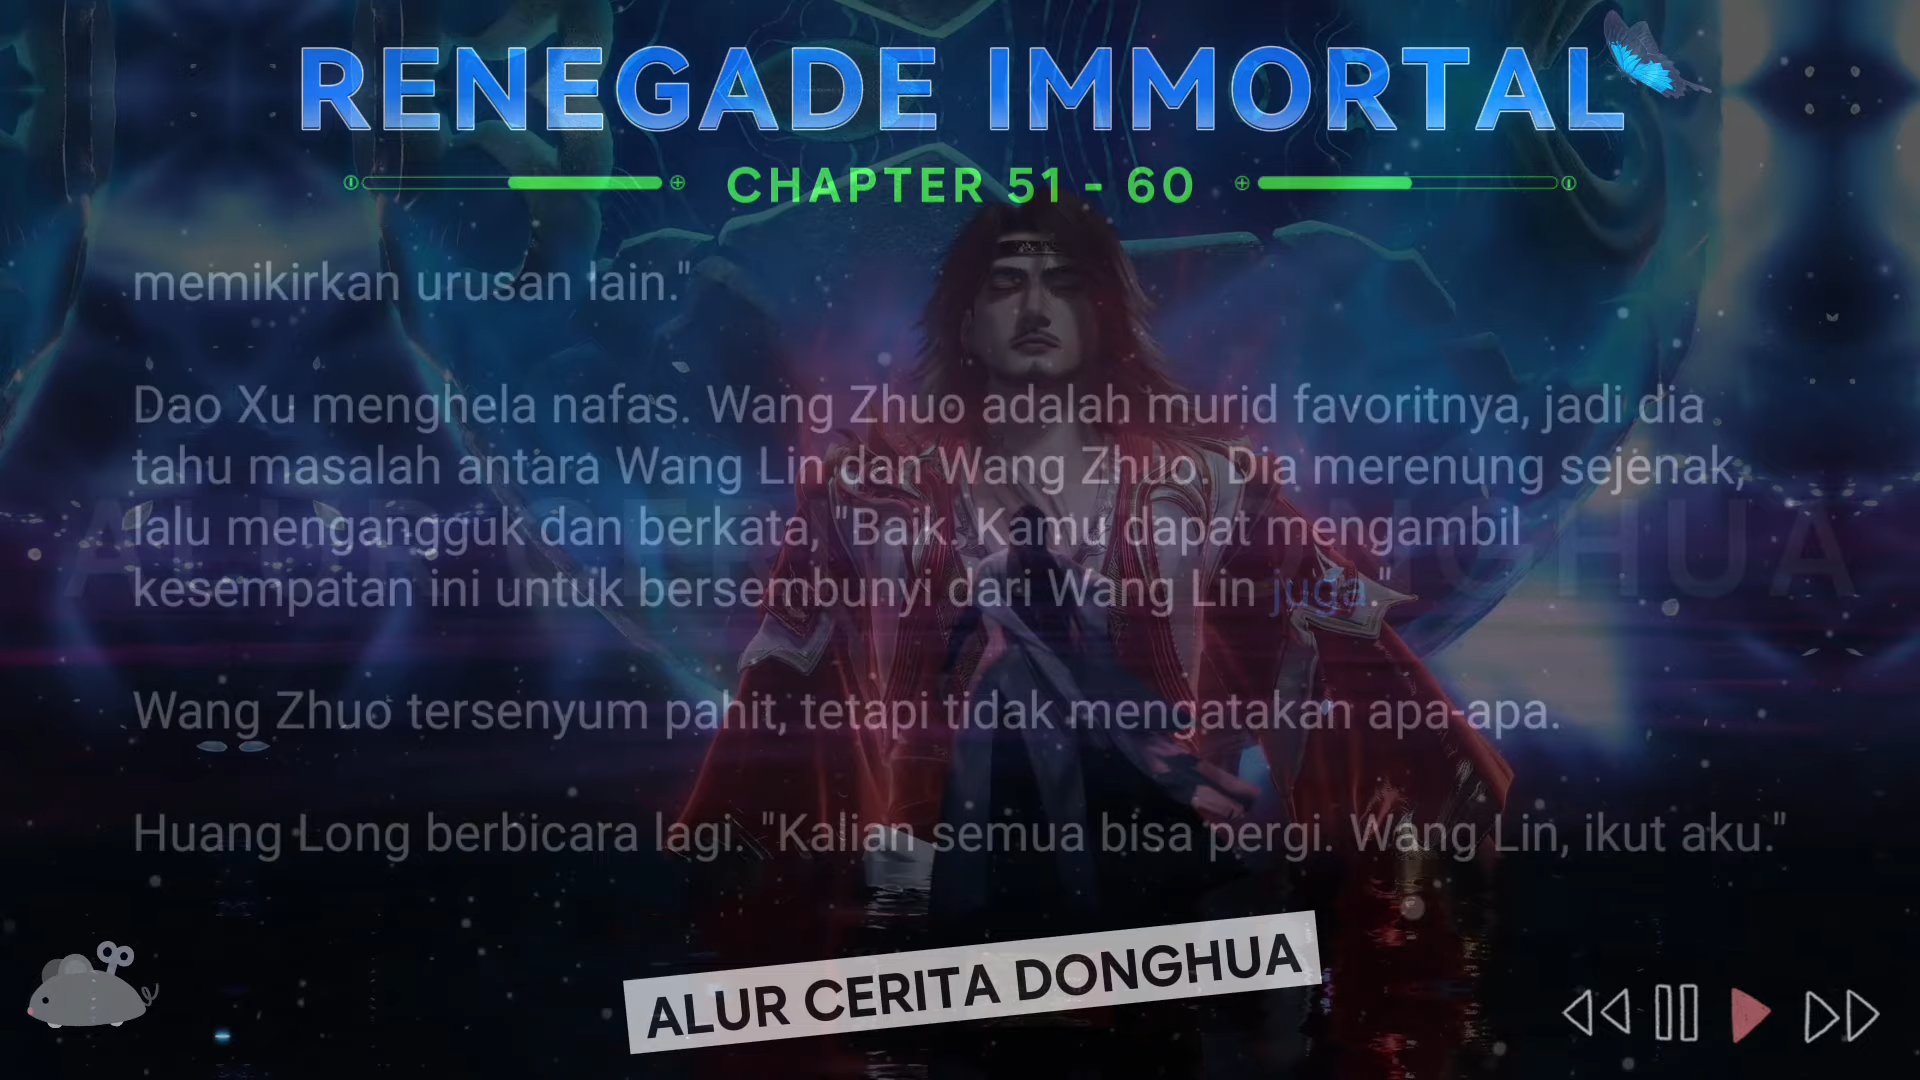 RENEGADE IMMORTAL
CHAPTER 51 - 60
memikirkan urusan lain."
Dao Xu menghela nafas. Wang Zhuo adalah murid favoritnya, jadi dia
tahu masalah antara Wang Lin dan Wang Zhuo. Dia merenung sejenak,
lalu mengangguk dan berkata, "Baik. Kamu dapat mengambil
kesempatan ini untuk bersembunyi dari Wang Lin juga."
Wang Zhuo tersenyum pahit, tetapi tidak mengatakan apa-apa.
Huang Long berbicara lagi. "Kalian semua bisa pergi. Wang Lin, ikut aku."
ALUR CERITA DONGHUA